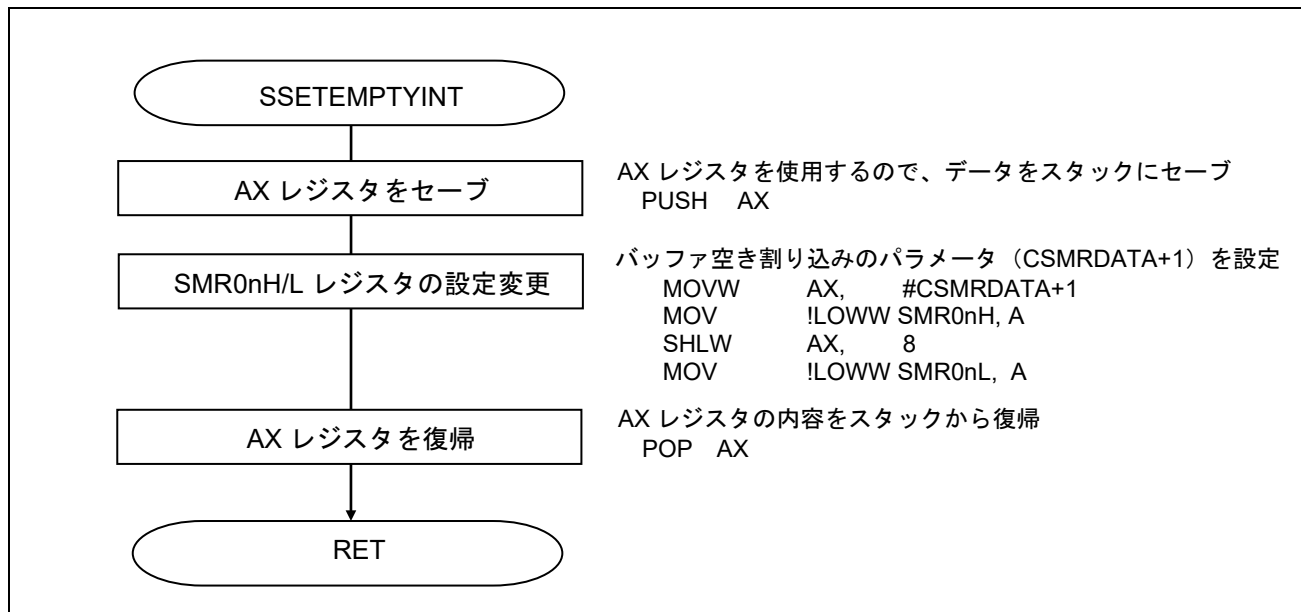 SSETEMPTYINT
AX レジスタをセーブ
AX レジスタを使用するので、データをスタックにセーブ
PUSH AX
SMR0nH/L レジスタの設定変更
バッファ空き割り込みのパラメータ（CSMRDATA+1）を設定
MOVW AX, #CSMRDATA+1
MOV !LOWW SMR0nH, A
SHLW AX, 8
MOV !LOWW SMR0nL, A
AX レジスタを復帰
AX レジスタの内容をスタックから復帰
POP AX
RET